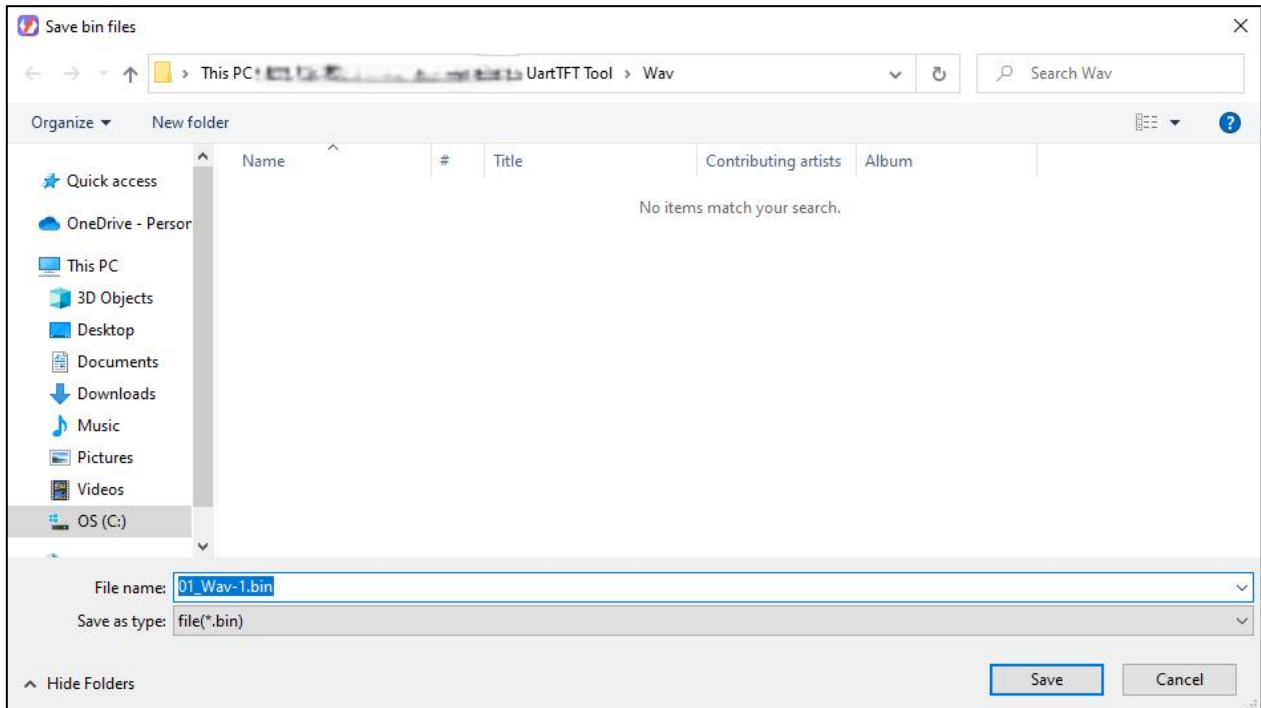 Save bin files
This PC UartTFT Tool > Wav
Search Wav
Organize
New folder
Name # Title Contributing artists Album
No items match your search.
Quick access
OneDrive - Person
This PC
3D Objects
Desktop
Documents
Downloads
Music
Pictures
Videos
OS (C:)
File name: 01_Wav-1.bin
Save as type: file(*.bin)
Hide Folders
Save
Cancel